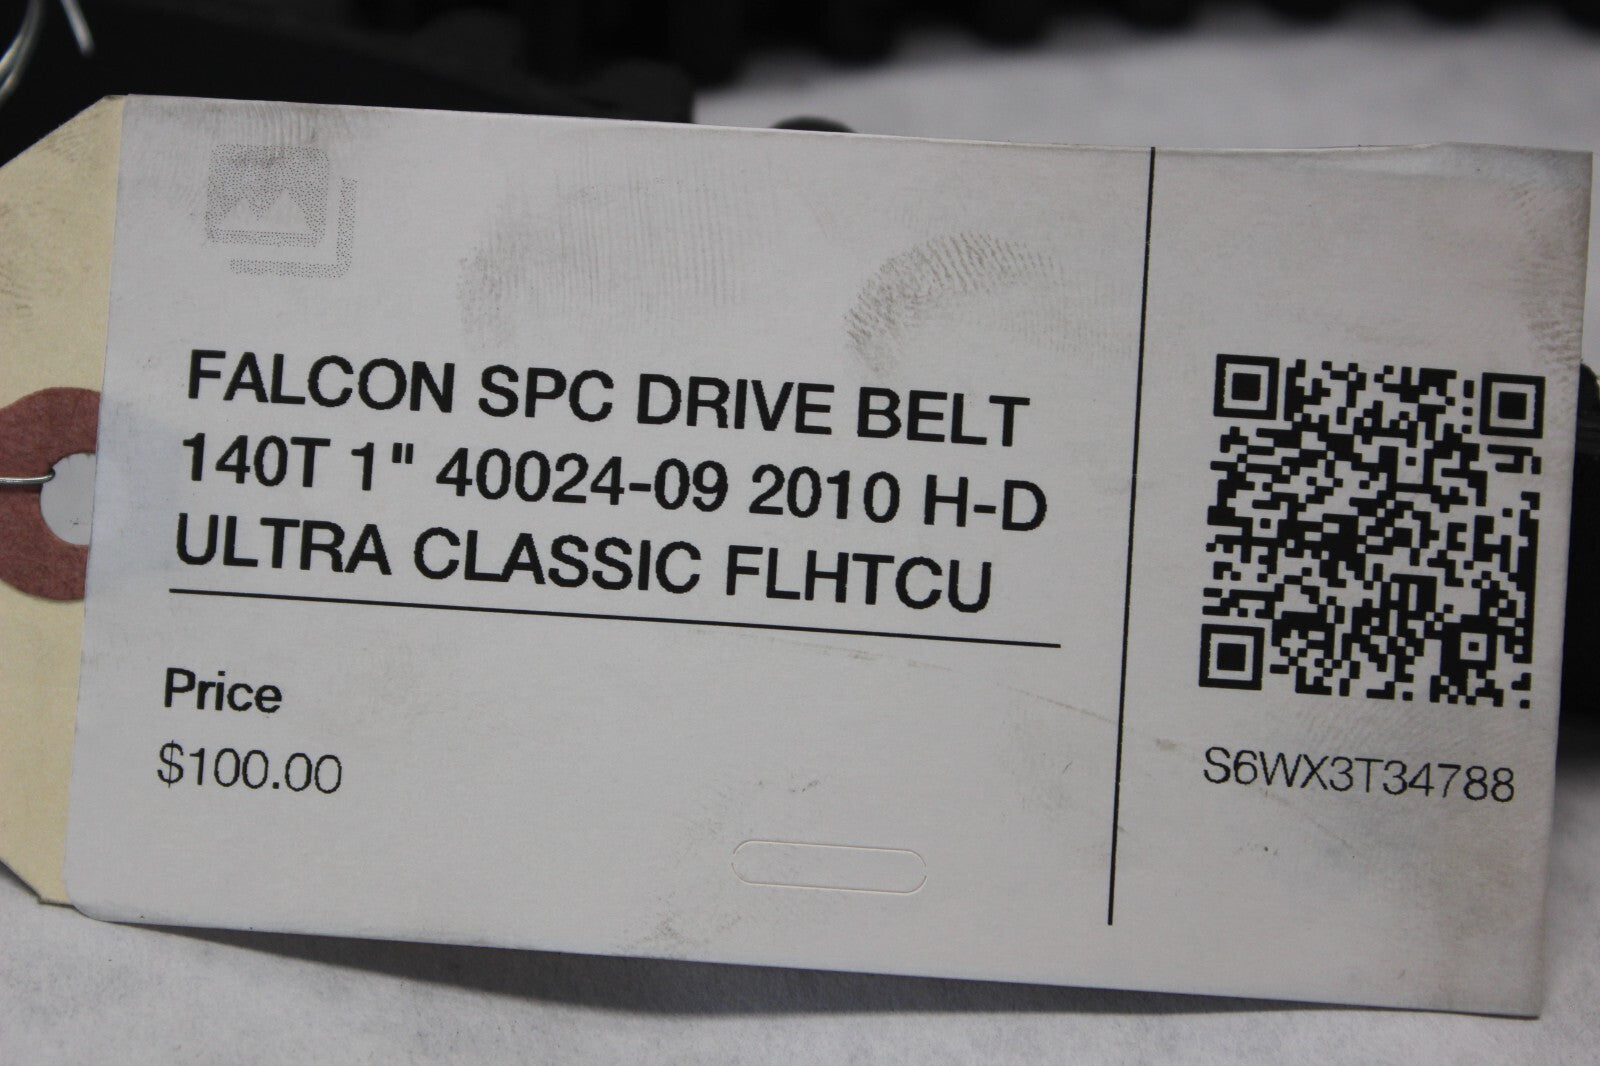 FALCON SPC DRIVE BELT
140T 1" 40024-09 2010 H-D
ULTRA CLASSIC FLHTCU
Price
$100.00
S6WX3T34788